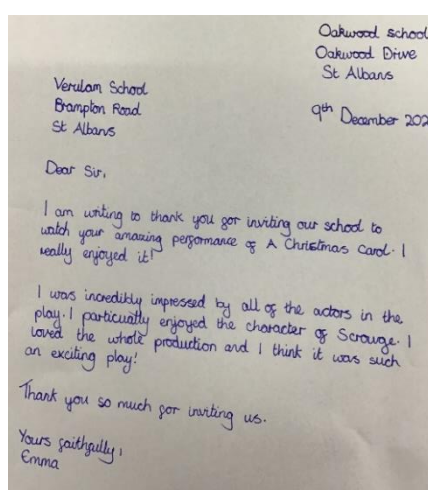 Oakwood school
Oakwood Drive
St Albans
9th December 202
Verulam School
Brampton Road
St Albans
Dear Sir,
I am writing to thank you for inviting our school to
watch your amazing performance of A Christmas Carol. I
really enjoyed it!
I was incredibly impressed by all of the actors in the
play. I particually enjoyed the character of Scrouge. I
loved the whole production and I think it was such
an exciting play!
Thank you so much for inviting us.
Yours faithfully,
Emma